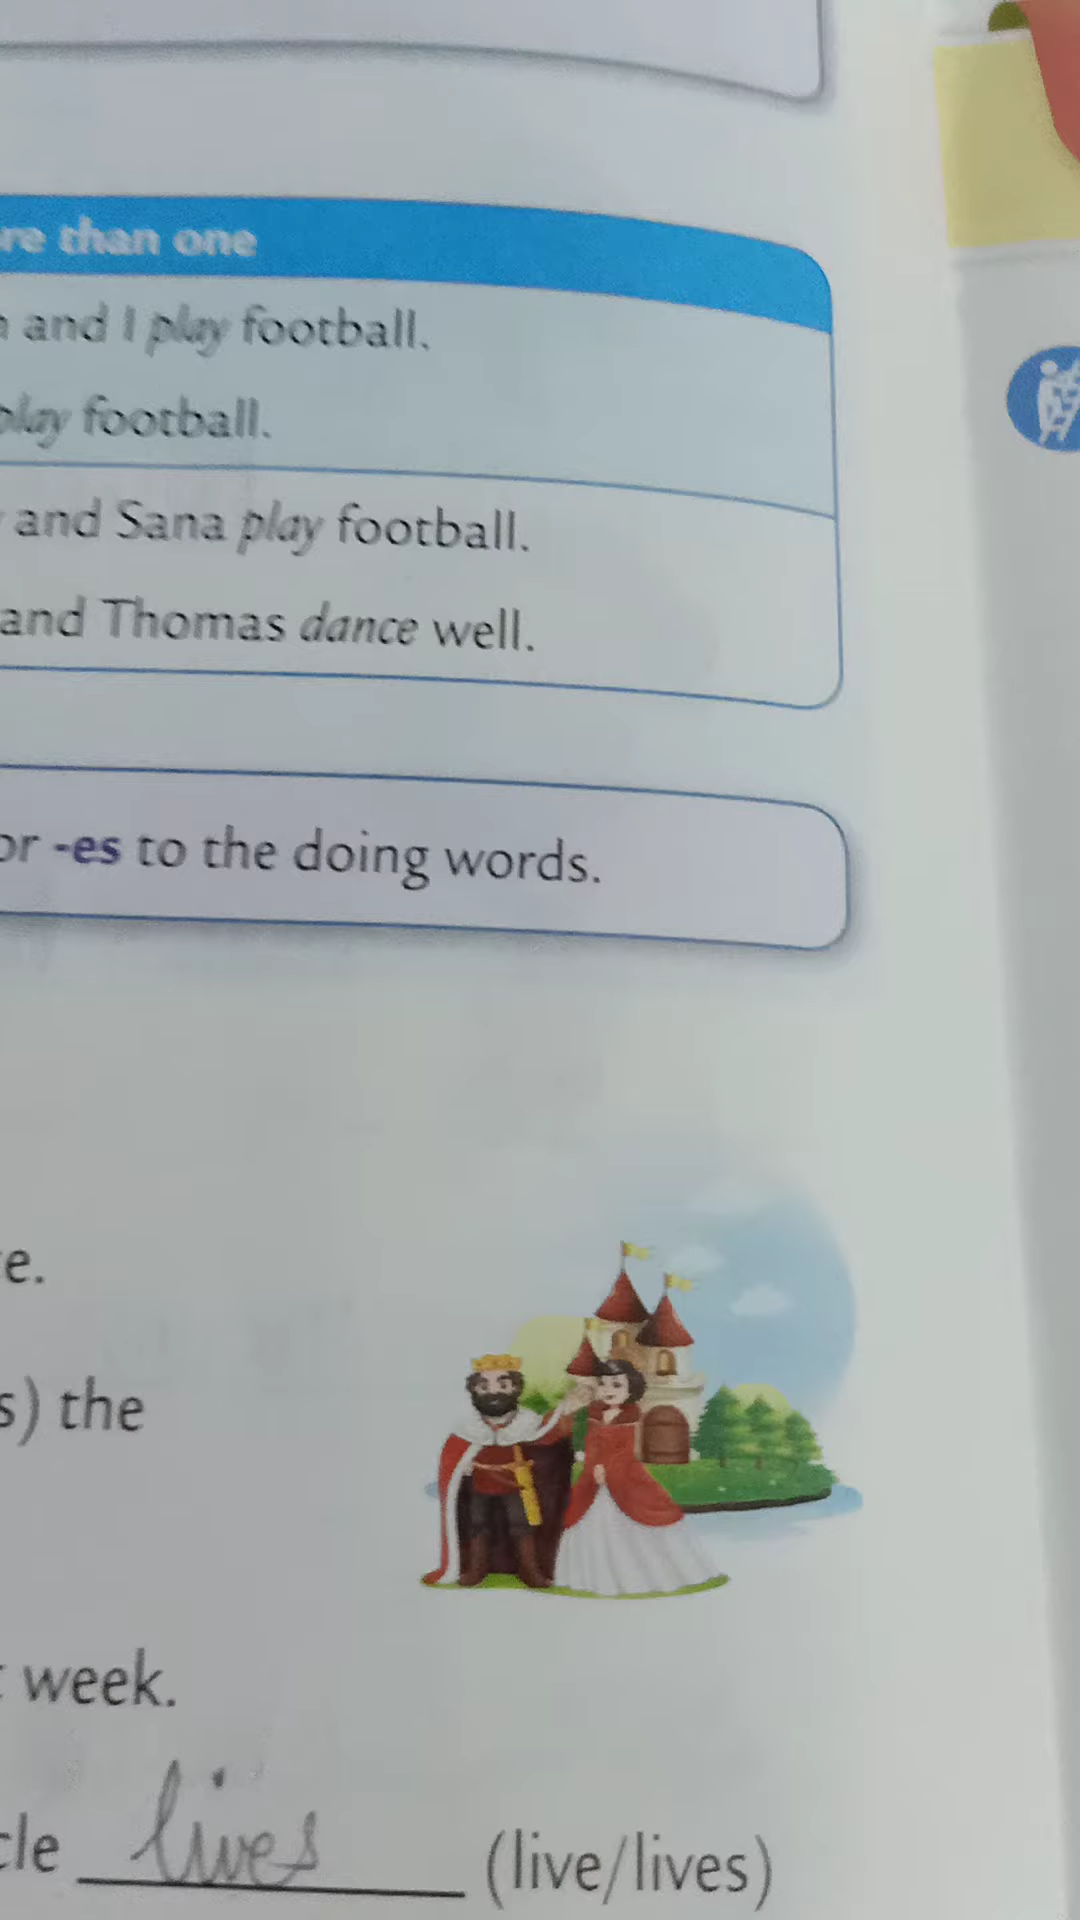 re than one
and I play football.
play football.
and Sana play football.
and Thomas dance well.
or -es to the doing words.
e.
s) the
week.
cle lives (live/lives)